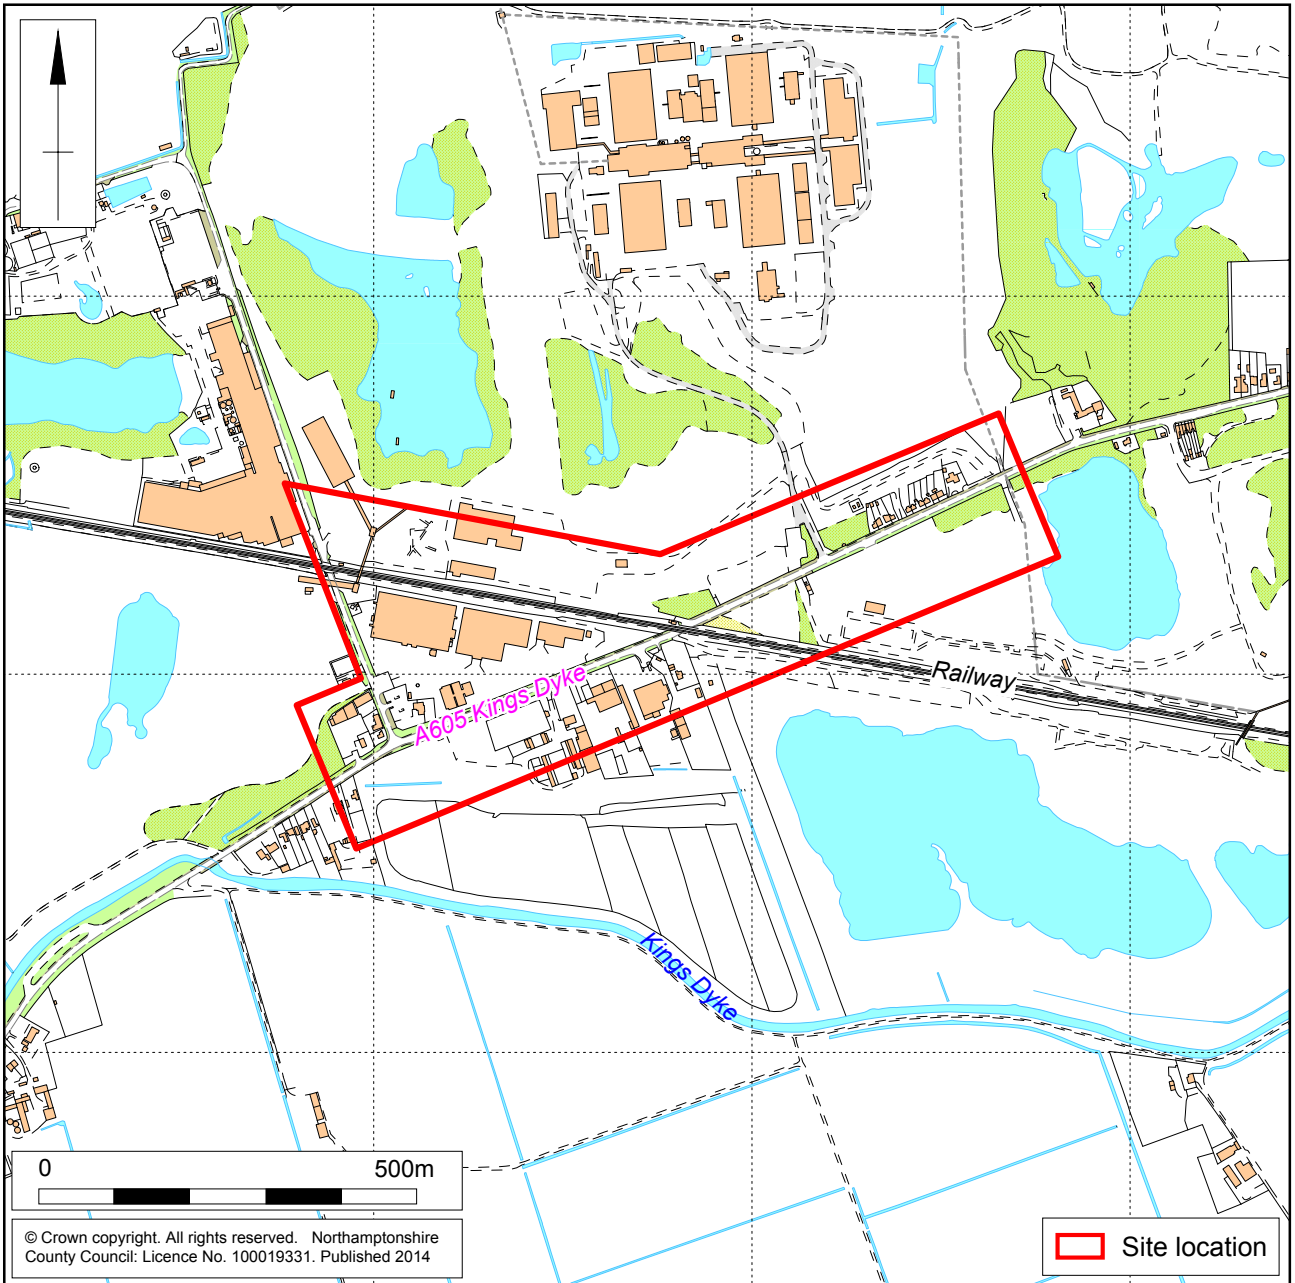 Railway
A605 Kings Dyke
Kings Dyke
0 500m
© Crown copyright. All rights reserved. Northamptonshire
County Council: Licence No. 100019331. Published 2014
Site location